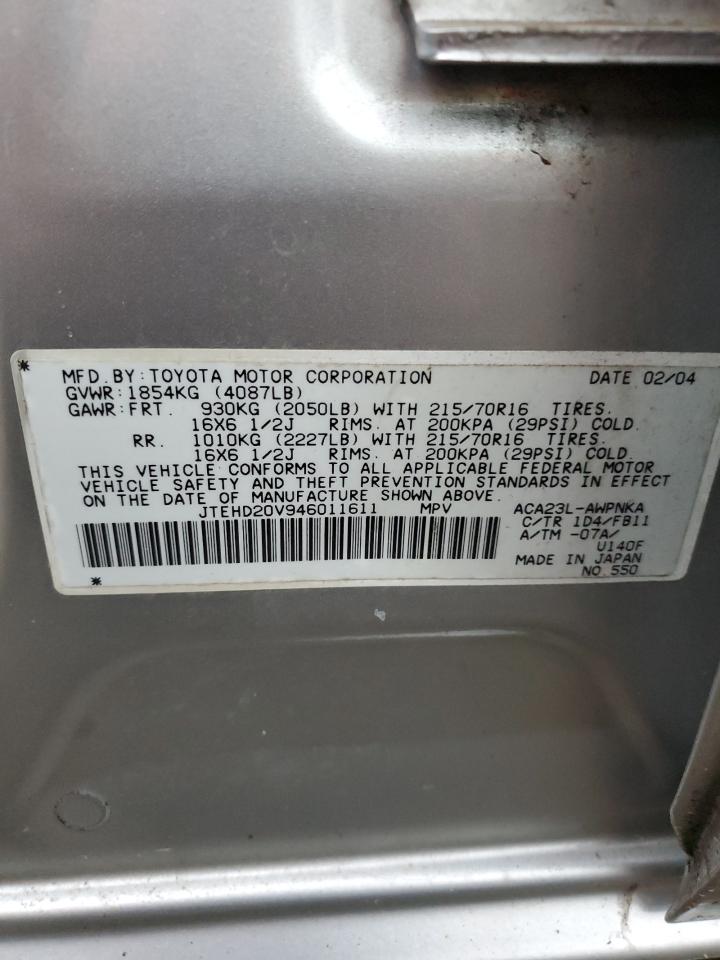 MFD.BY:TOYOTA MOTOR CORPORATION DATE 02/04
GVWR:1854KG (4087LB)
GAWR:FRT. 930KG (2050LB) WITH 215/70R16 TIRES.
16X6 1/2J RIMS. AT 200KPA (29PSI) COLD.
RR. 1010KG (2227LB) WITH 215/70R16 TIRES.
16X6 1/2J RIMS. AT 200KPA (29PSI) COLD.
THIS VEHICLE CONFORMS TO ALL APPLICABLE FEDERAL MOTOR
VEHICLE SAFETY AND THEFT PREVENTION STANDARDS IN EFFECT
ON THE DATE OF MANUFACTURE SHOWN ABOVE.
JTEHD20V946011611 MPV ACA23L-AWPNKA
C/TR 1D4/FB11
A/TM -07A/
U140F
MADE IN JAPAN
NO.550